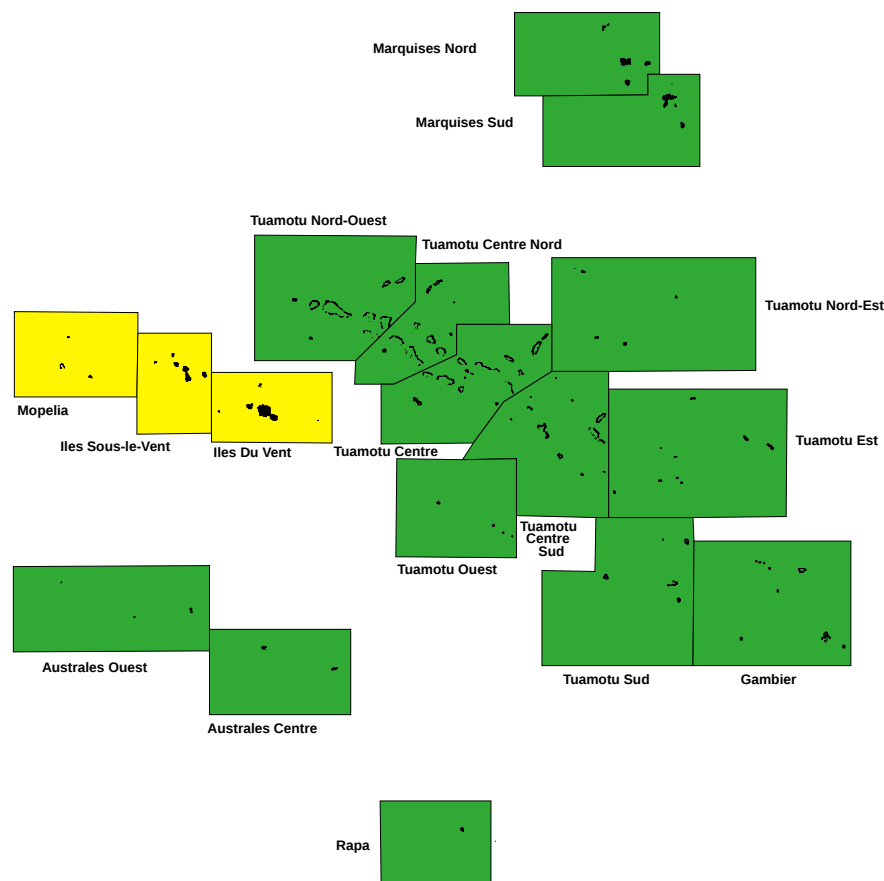 Marquises Nord
Marquises Sud
Tuamotu Nord-Ouest
Tuamotu Centre Nord
Tuamotu Nord-Est
Mopelia
Iles Sous-le-Vent
Iles Du Vent
Tuamotu Centre
Tuamotu Est
Tuamotu
Centre
Sud
Tuamotu Ouest
Australes Ouest
Tuamotu Sud
Gambier
Australes Centre
Rapa